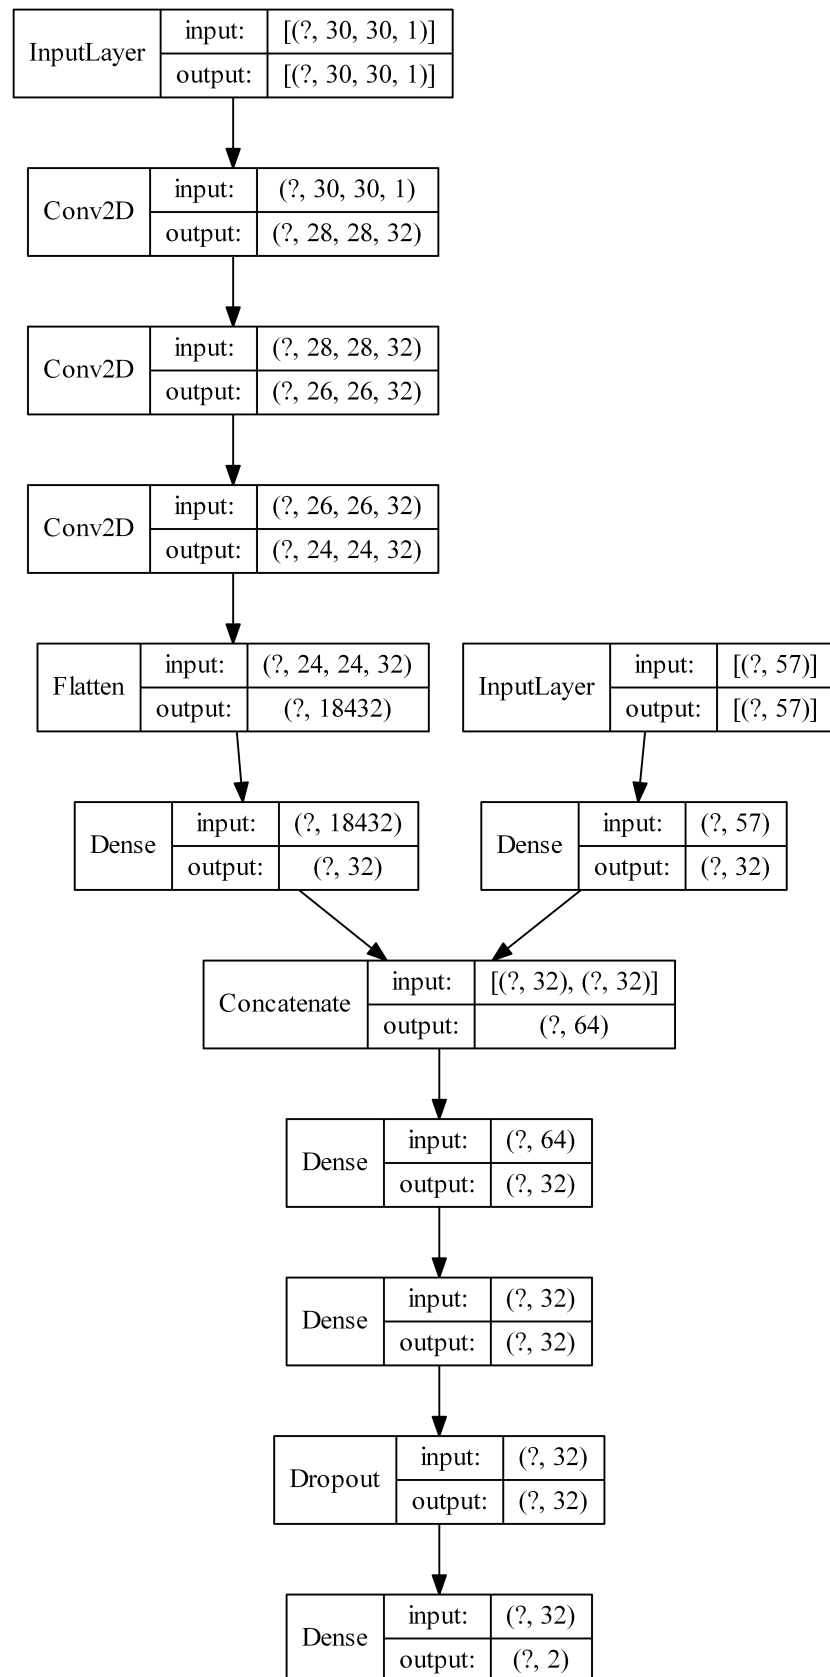 InputLayer
input: [(?, 30, 30, 1)]
output: [(?, 30, 30, 1)]
Conv2D
input: (?, 30, 30, 1)
output: (?, 28, 28, 32)
Conv2D
input: (?, 28, 28, 32)
output: (?, 26, 26, 32)
Conv2D
input: (?, 26, 26, 32)
output: (?, 24, 24, 32)
Flatten
input: (?, 24, 24, 32)
output: (?, 18432)
InputLayer
input: [(?, 57)]
output: [(?, 57)]
Dense
input: (?, 18432)
output: (?, 32)
Dense
input: (?, 57)
output: (?, 32)
Concatenate
input: [(?, 32), (?, 32)]
output: (?, 64)
Dense
input: (?, 64)
output: (?, 32)
Dense
input: (?, 32)
output: (?, 32)
Dropout
input: (?, 32)
output: (?, 32)
Dense
input: (?, 32)
output: (?, 2)